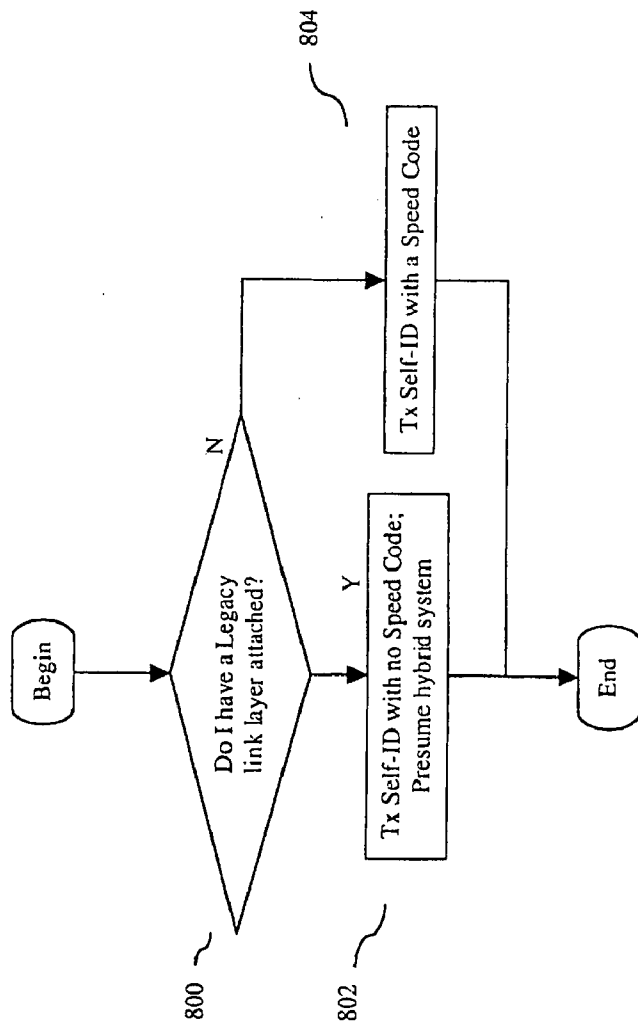 Begin
800
Do I have a Legacy
link layer attached?
N
Y
802
Tx Self-ID with no Speed Code;
Presume hybrid system
804
Tx Self-ID with a Speed Code
End